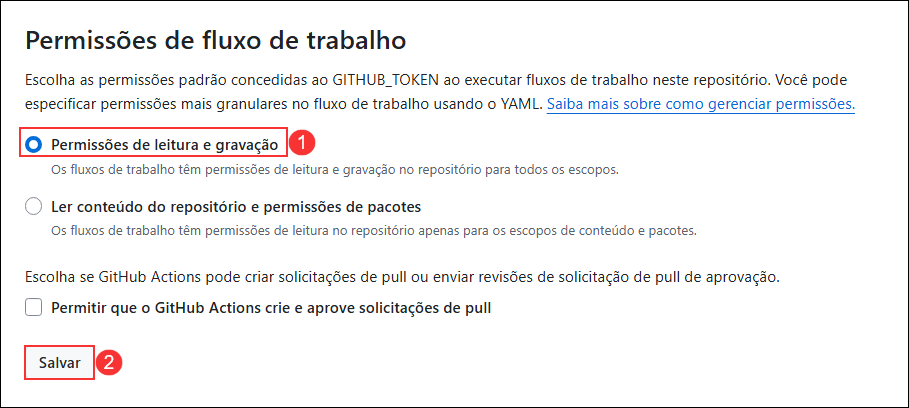 Permissões de fluxo de trabalho
Escolha as permissões padrão concedidas ao GITHUB_TOKEN ao executar fluxos de trabalho neste repositório. Você pode
especificar permissões mais granulares no fluxo de trabalho usando o YAML. Saiba mais sobre como gerenciar permissões.
Permissões de leitura e gravação 1
Os fluxos de trabalho têm permissões de leitura e gravação no repositório para todos os escopos.
Ler conteúdo do repositório e permissões de pacotes
Os fluxos de trabalho têm permissões de leitura no repositório apenas para os escopos de conteúdo e pacotes.
Escolha se GitHub Actions pode criar solicitações de pull ou enviar revisões de solicitação de pull de aprovação.
Permitir que o GitHub Actions crie e aprove solicitações de pull
Salvar 2